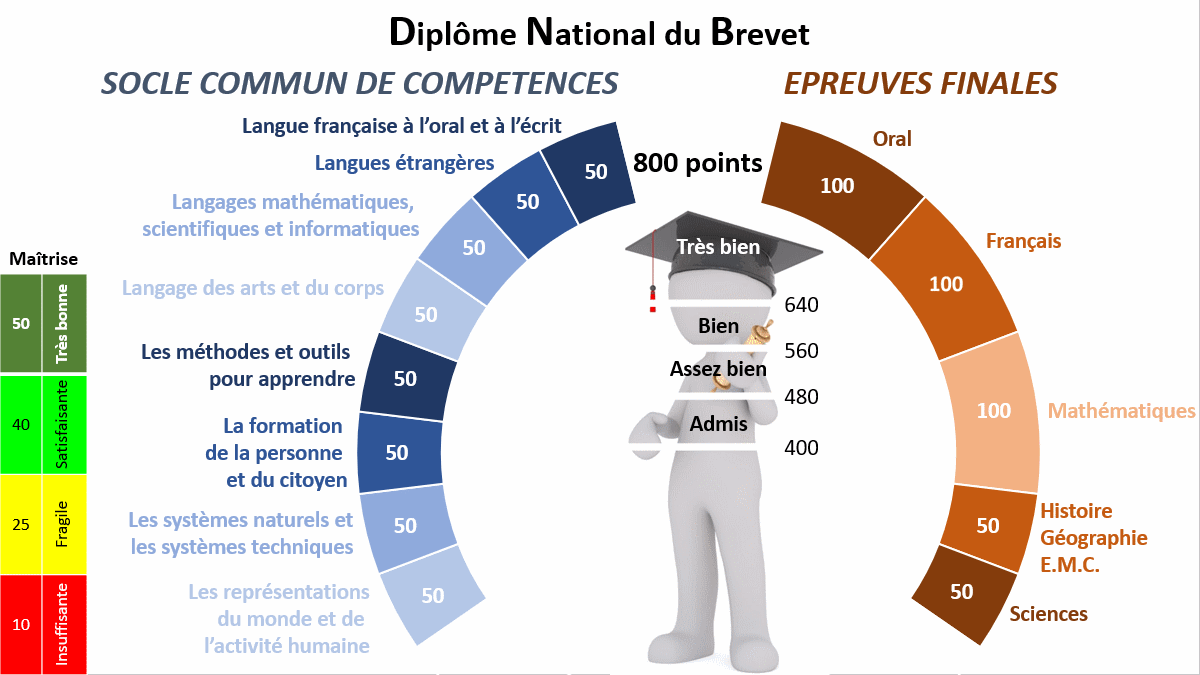 Diplôme National du Brevet
SOCLE COMMUN DE COMPETENCES
EPREUVES FINALES
Langue française à l'oral et à l'écrit
50
Langues étrangères
50
Langages mathématiques,
scientifiques et informatiques
50
Langage des arts et du corps
50
Les méthodes et outils
pour apprendre
50
La formation
de la personne
et du citoyen
50
Les systèmes naturels et
les systèmes techniques
50
Les représentations
du monde et de
l'activité humaine
50
Maîtrise
50
Très bonne
40
Satisfaisante
25
Fragile
10
Insuffisante
800 points
Très bien
640
Bien
560
Assez bien
480
Admis
400
Oral
100
Français
100
Mathématiques
100
Histoire
Géographie
E.M.C.
50
Sciences
50